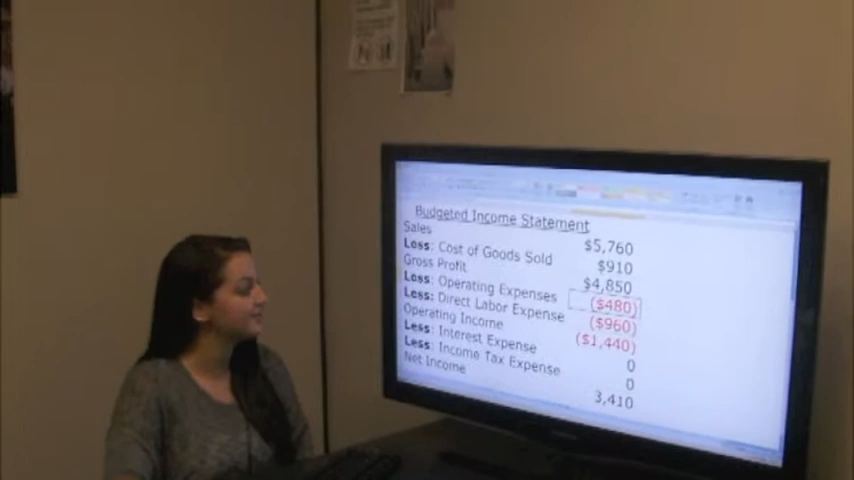 Budgeted Income Statement
Sales $5,760
Less: Cost of Goods Sold $910
Gross Profit $4,850
Less: Operating Expenses ($480)
Less: Direct Labor Expense ($960)
Operating Income ($1,440)
Less: Interest Expense 0
Less: Income Tax Expense 0
Net Income 3,410